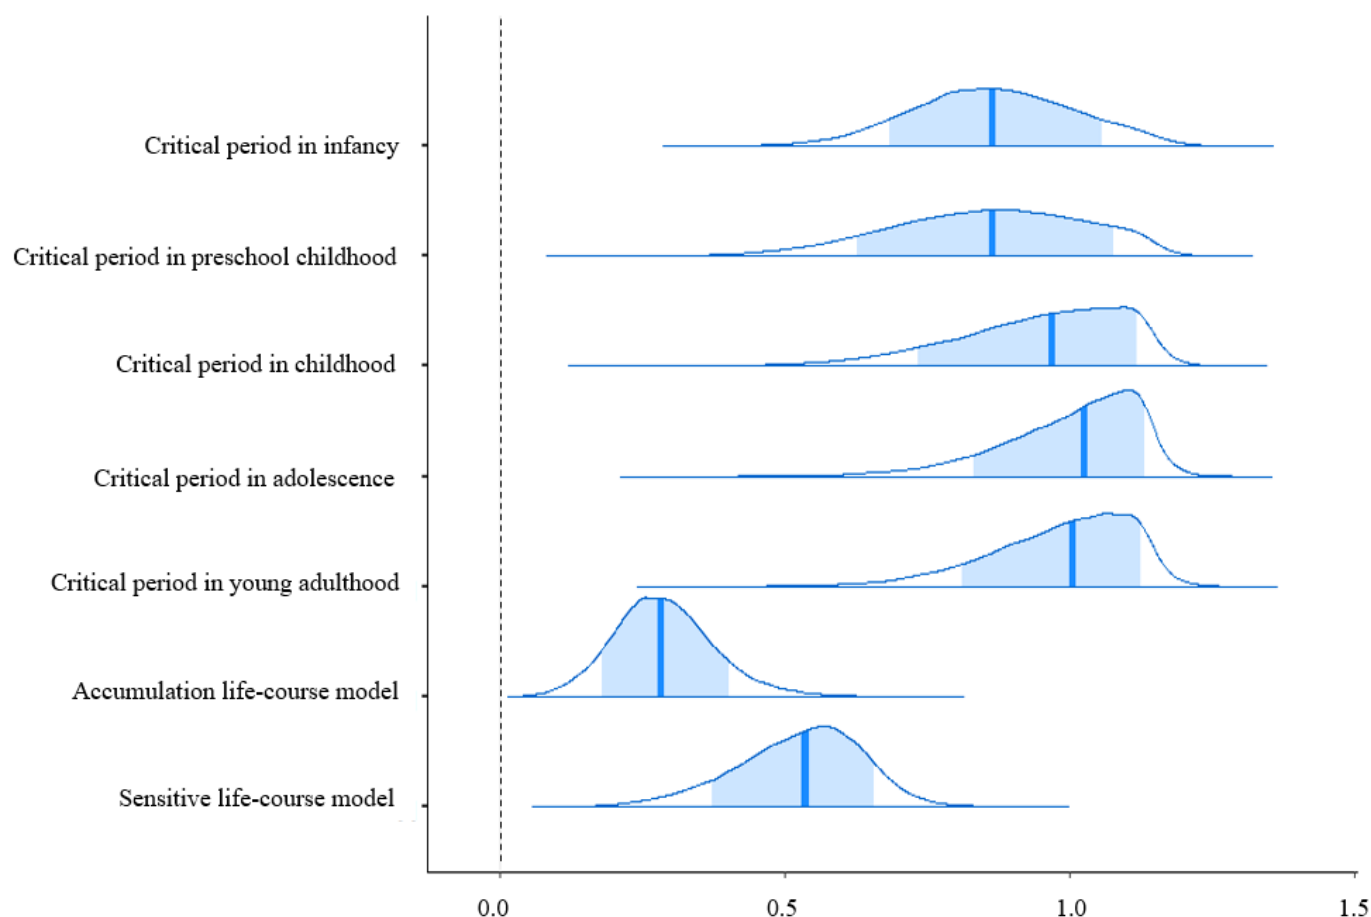 Critical period in infancy
Critical period in preschool childhood
Critical period in childhood
Critical period in adolescence
Critical period in young adulthood
Accumulation life-course model
Sensitive life-course model
0.0 0.5 1.0 1.5